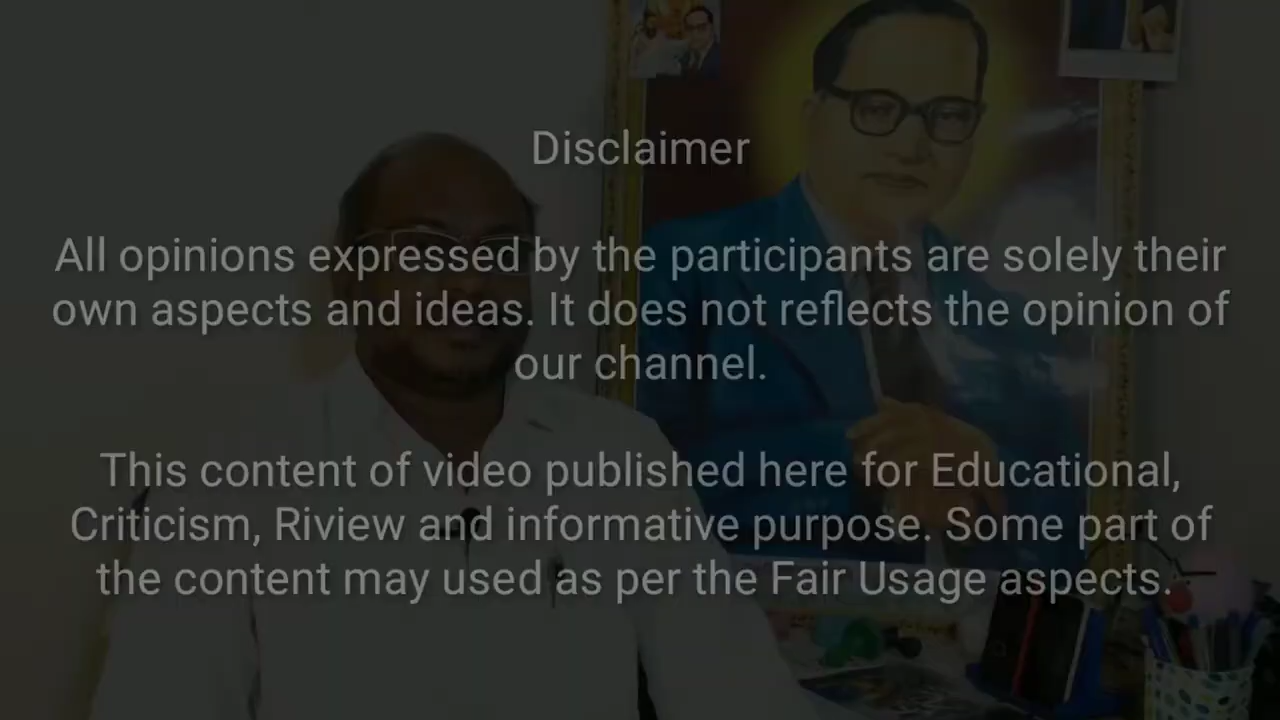 Disclaimer
All opinions expressed by the participants are solely their
own aspects and ideas. It does not reflects the opinion of
our channel.
This content of video published here for Educational,
Criticism, Riview and informative purpose. Some part of
the content may used as per the Fair Usage aspects.